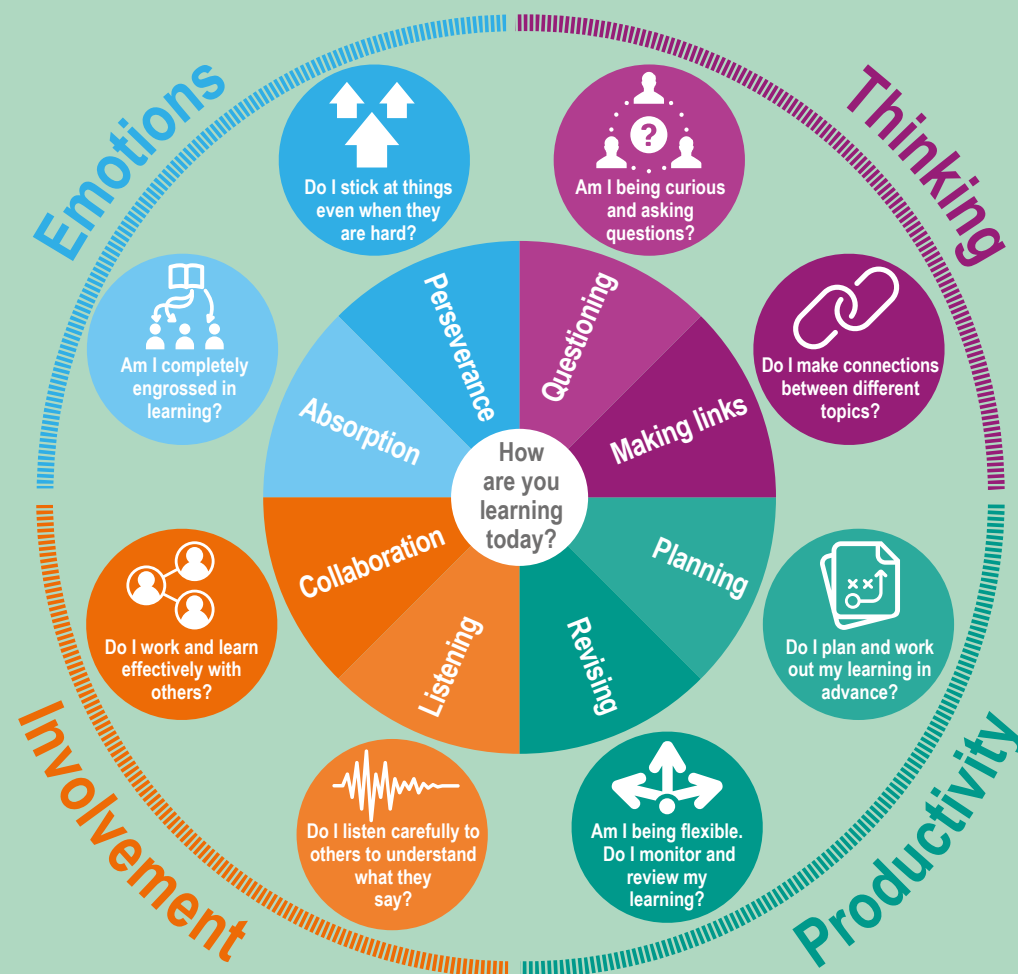 Emotions
Thinking
Do I stick at things
even when they
are hard?
?
Am I being curious
and asking
questions?
Am I completely
engrossed in
learning?
Do I make connections
between different
topics?
Perseverance
Questioning
Absorption
Making links
How
are you
learning
today?
Collaboration
Planning
Listening
Revising
Do I work and learn
effectively with
others?
Do I plan and work
out my learning in
advance?
Do I listen carefully to
others to understand
what they
say?
Am I being flexible.
Do I monitor and
review my
learning?
Involvement
Productivity